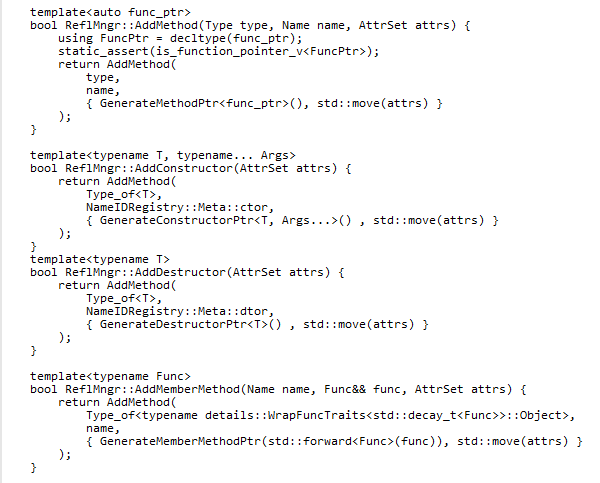 template<auto func_ptr>
bool ReflMngr::AddMethod(Type type, Name name, AttrSet attrs) {
    using FuncPtr = decltype(func_ptr);
    static_assert(is_function_pointer_v<FuncPtr>);
    return AddMethod(
        type,
        name,
        { GenerateMethodPtr<func_ptr>(), std::move(attrs) }
    );
}

template<typename T, typename... Args>
bool ReflMngr::AddConstructor(AttrSet attrs) {
    return AddMethod(
        Type_of<T>,
        NameIDRegistry::Meta::ctor,
        { GenerateConstructorPtr<T, Args...>() , std::move(attrs) }
    );
}
template<typename T>
bool ReflMngr::AddDestructor(AttrSet attrs) {
    return AddMethod(
        Type_of<T>,
        NameIDRegistry::Meta::dtor,
        { GenerateDestructorPtr<T>() , std::move(attrs) }
    );
}

template<typename Func>
bool ReflMngr::AddMemberMethod(Name name, Func&& func, AttrSet attrs) {
    return AddMethod(
        Type_of<typename details::WrapFuncTraits<std::decay_t<Func>>::Object>,
        name,
        { GenerateMemberMethodPtr(std::forward<Func>(func)), std::move(attrs) }
    );
}